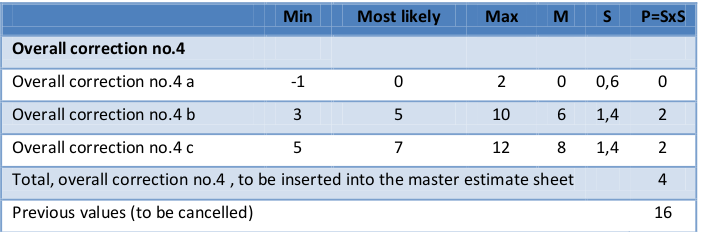 Min Most likely Max M S P=SxS
Overall correction no.4
Overall correction no.4 a -1 0 2 0 0,6 0
Overall correction no.4 b 3 5 10 6 1,4 2
Overall correction no.4 c 5 7 12 8 1,4 2
Total, overall correction no.4 , to be inserted into the master estimate sheet 4
Previous values (to be cancelled) 16